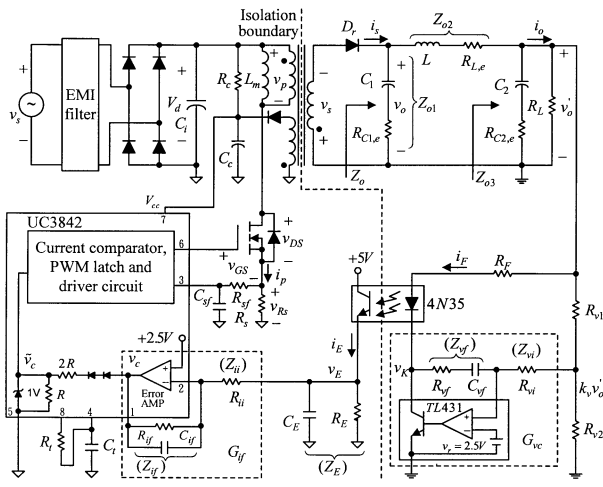 Isolation
boundary
D_r
i_s
Z_o2
i_o
L
R_L,e
EMI
filter
v_s
+
−
V_d
C_i
R_c
L_m
v_p
v_s
C_1
R_C1,e
v_o
Z_o1
Z_o
C_2
R_C2,e
Z_o3
R_L
v'_o
C_c
V_cc
7
UC3842
Current comparator,
PWM latch and
driver circuit
6
3
v_GS
v_DS
i_p
C_sf
R_sf
R_s
v_Rs
+5V
4N35
i_F
R_F
R_v1
i_E
v_E
+2.5V
ṽ_c
2R
1V
R
v_c
Error
AMP
2
1
(Z_ii)
R_ii
v_K
(Z_vf)
R_vf
C_vf
(Z_vi)
R_vi
k_v v'_o
5
8
4
R_t
C_t
R_if
C_if
(Z_if)
G_if
C_E
R_E
(Z_E)
TL431
v_r = 2.5V
G_vc
R_v2